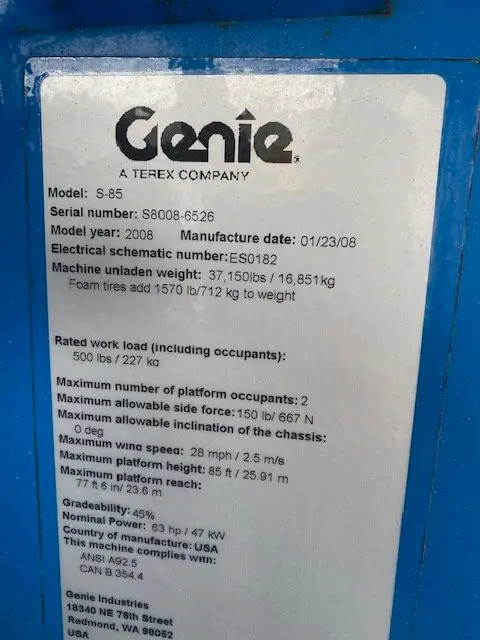 Genie
A TEREX COMPANY
Model: S-85
Serial number: S8008-6526
Model year: 2008 Manufacture date: 01/23/08
Electrical schematic number:ES0182
Machine unladen weight: 37,150lbs / 16,851kg
Foam tires add 1570 lb/712 kg to weight
Rated work load (including occupants):
500 lbs / 227 kg
Maximum number of platform occupants: 2
Maximum allowable side force:150 lb/ 667 N
Maximum allowable inclination of the chassis:
0 deg
Maximum wind speed: 28 mph / 2.5 m/s
Maximum platform height: 85 ft / 25.91 m
Maximum platform reach:
77 ft 6 in/ 23.6 m
Gradeability: 45%
Nominal Power: 63 hp / 47 kW
Country of manufacture: USA
This machine complies with:
ANSI A92.5
CAN B 354.4
Genie Industries
18340 NE 76th Street
Redmond, WA 98052
USA